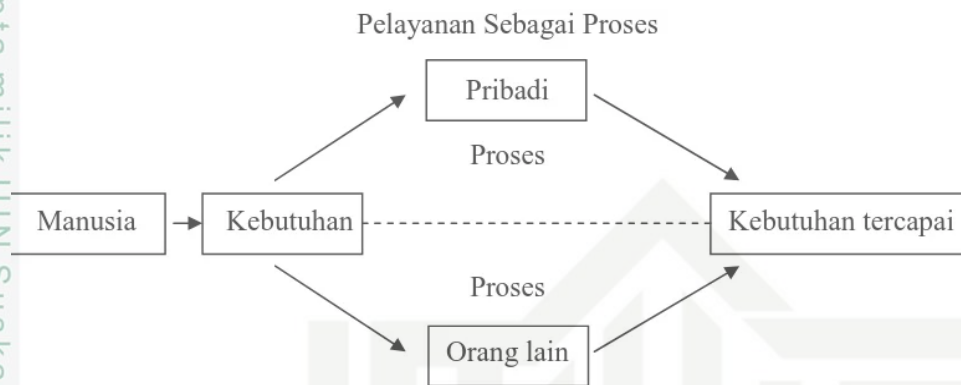 Pelayanan Sebagai Proses
Pribadi
Proses
Manusia
Kebutuhan
Kebutuhan tercapai
Proses
Orang lain